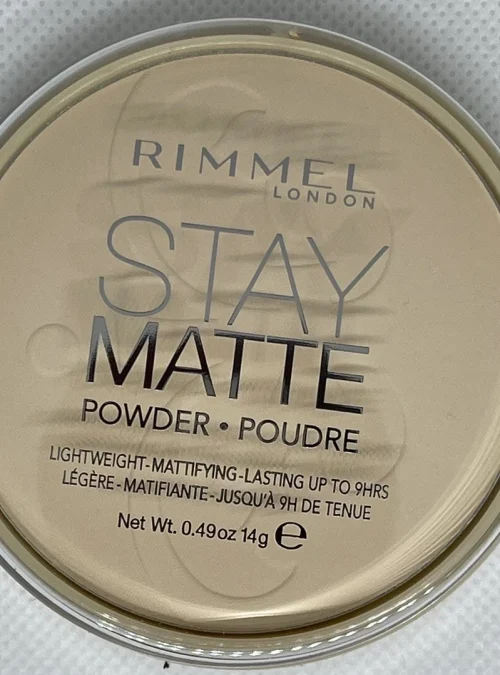 RIMMEL
LONDON
STAY
MATTE
POWDER • POUDRE
LIGHTWEIGHT-MATTIFYING-LASTING UP TO 9HRS
LÉGÈRE-MATIFIANTE-JUSQU'À 9H DE TENUE
Net Wt. 0.49oz 14g ℮